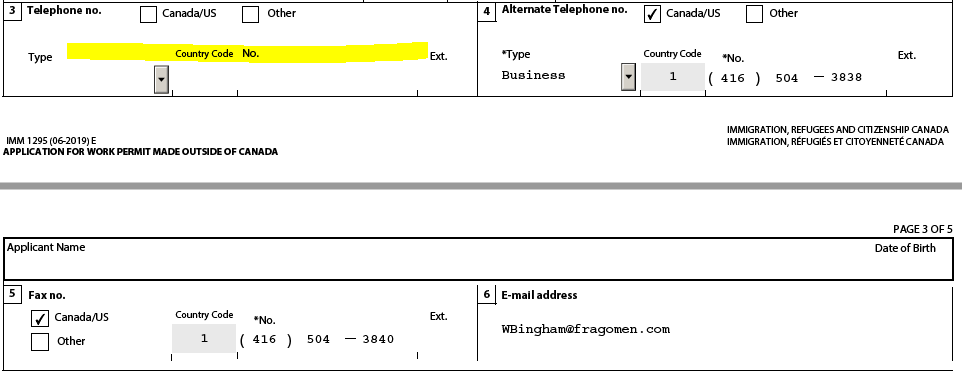 3 Telephone no. Canada/US Other
Type Country Code No. Ext.
4 Alternate Telephone no. ✓ Canada/US Other
*Type Country Code *No. Ext.
Business 1 ( 416 ) 504 — 3838
IMM 1295 (06-2019) E
APPLICATION FOR WORK PERMIT MADE OUTSIDE OF CANADA
IMMIGRATION, REFUGEES AND CITIZENSHIP CANADA
IMMIGRATION, RÉFUGIÉS ET CITOYENNETÉ CANADA
PAGE 3 OF 5
Applicant Name Date of Birth
5 Fax no.
✓ Canada/US Country Code *No. Ext.
Other 1 ( 416 ) 504 — 3840
6 E-mail address
WBingham@fragomen.com